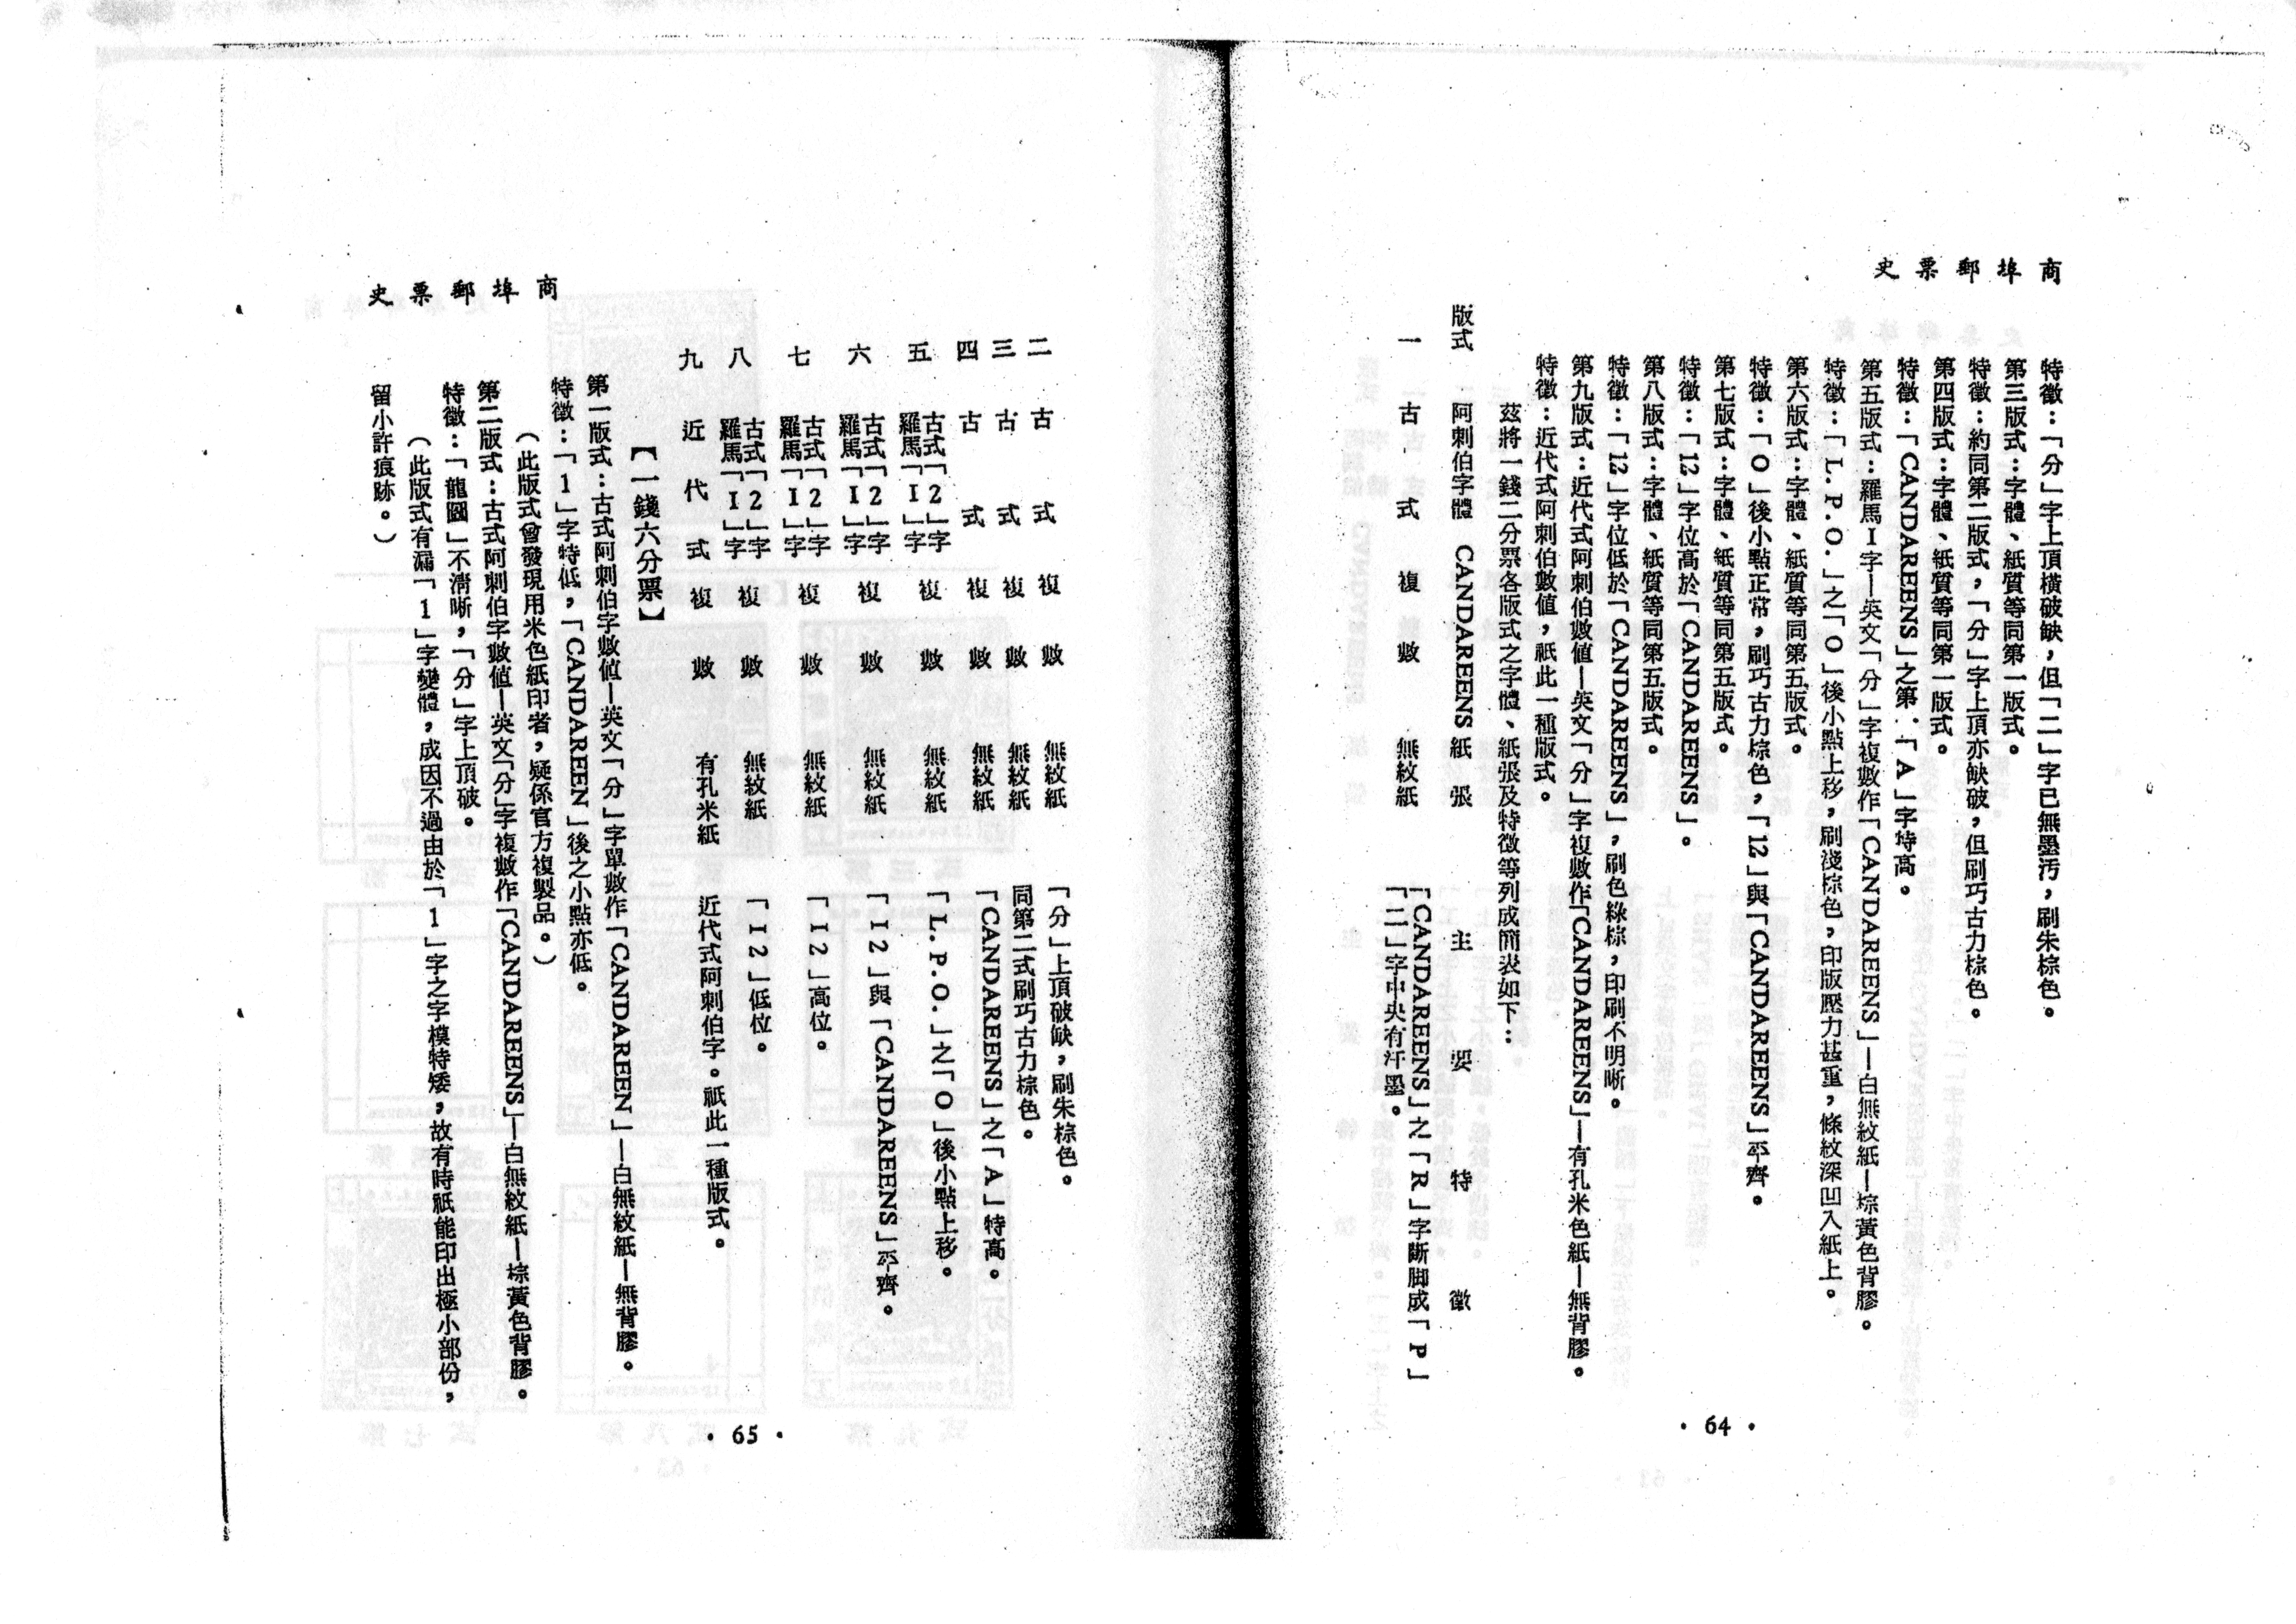 商埠郵票史
特徵：「分」字上頂橫破缺，但「二」字已無墨污，刷朱棕色。
第三版式：字體、紙質等同第一版式。
特徵：約同第二版式，「分」字上頂亦缺破，但刷巧古力棕色。
第四版式：字體、紙質等同第一版式。
特徵：「CANDAREENS」之第．「A」字特高。
第五版式：羅馬I字—英文「分」字複數作「CANDAREENS」—白無紋紙—棕黃色背膠。
特徵：「L.P.O.」之「O」後小點上移，刷淺棕色，印版壓力甚重，條紋深凹入紙上。
第六版式：字體、紙質等同第五版式。
特徵：「O」後小點正常，刷巧古力棕色，「12」與「CANDAREENS」平齊。
第七版式：字體、紙質等同第五版式。
特徵：「12」字位高於「CANDAREENS」。
第八版式：字體、紙質等同第五版式。
特徵：「12」字位低於「CANDAREENS」，刷色綠棕，印刷不明晰。
第九版式：近代式阿剌伯數值—英文「分」字複數作「CANDAREENS」—有孔米色紙—無背膠。
特徵：近代式阿剌伯數值，祇此一種版式。
茲將一錢二分票各版式之字體、紙張及特徵等列成簡表如下：
版式 阿剌伯字體 CANDAREENS 紙張 主要特徵
一 古式 複數 無紋紙 「CANDAREENS」之「R」字斷脚成「P」
「二」字中央有汙墨。
· 64 ·
商埠郵票史
二 古式 複數 無紋紙 「分」上頂破缺，刷朱棕色。
三 古式 複數 無紋紙 同第二式刷巧古力棕色。
四 古式 複數 無紋紙 「CANDAREENS」之「A」特高。
五 古式「2」字羅馬「I」字 複數 無紋紙 「L.P.O.」之「O」後小點上移。
六 古式「2」字羅馬「I」字 複數 無紋紙 「I2」與「CANDAREENS」平齊。
七 古式「2」字羅馬「I」字 複數 無紋紙 「I2」高位。
八 古式「2」字羅馬「I」字 複數 無紋紙 「I2」低位。
九 近代式 複數 有孔米紙 近代式阿剌伯字。祇此一種版式。
【一錢六分票】
第一版式：古式阿剌伯字數值—英文「分」字單數作「CANDAREEN」—白無紋紙—無背膠。
特徵：「1」字特低，「CANDAREEN」後之小點亦低。
（此版式曾發現用米色紙印者，疑係官方複製品。）
第二版式：古式阿剌伯字數值—英文「分」字複數作「CANDAREENS」—白無紋紙—棕黃色背膠。
特徵：「龍圖」不清晰，「分」字上頂破。
（此版式有漏「1」字變體，成因不過由於「1」字之字模特矮，故有時祇能印出極小部份，
留小許痕跡。）
· 65 ·